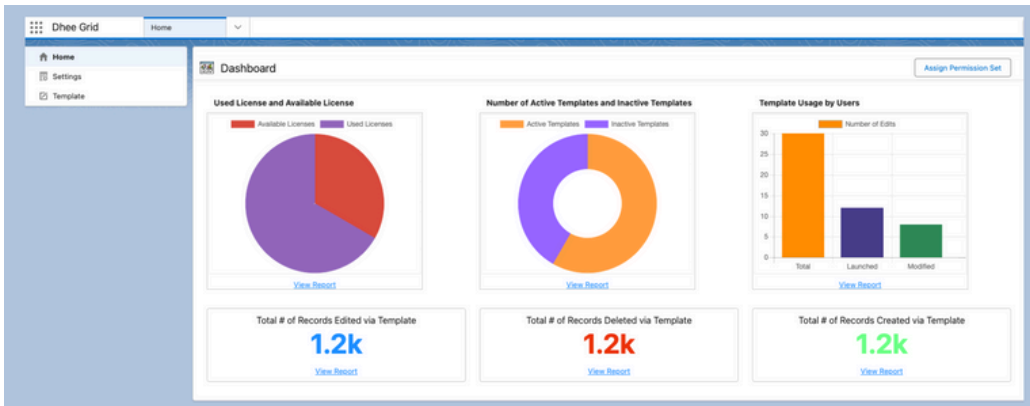 Dhee Grid
Home
Home
Settings
Template
Dashboard
Assign Permission Set
Used License and Available License
Available Licenses
Used Licenses
View Report
Number of Active Templates and Inactive Templates
Active Templates
Inactive Templates
View Report
Template Usage by Users
Number of Edits
30
25
20
15
10
5
0
Total
Launched
Modified
View Report
Total # of Records Edited via Template
1.2k
View Report
Total # of Records Deleted via Template
1.2k
View Report
Total # of Records Created via Template
1.2k
View Report